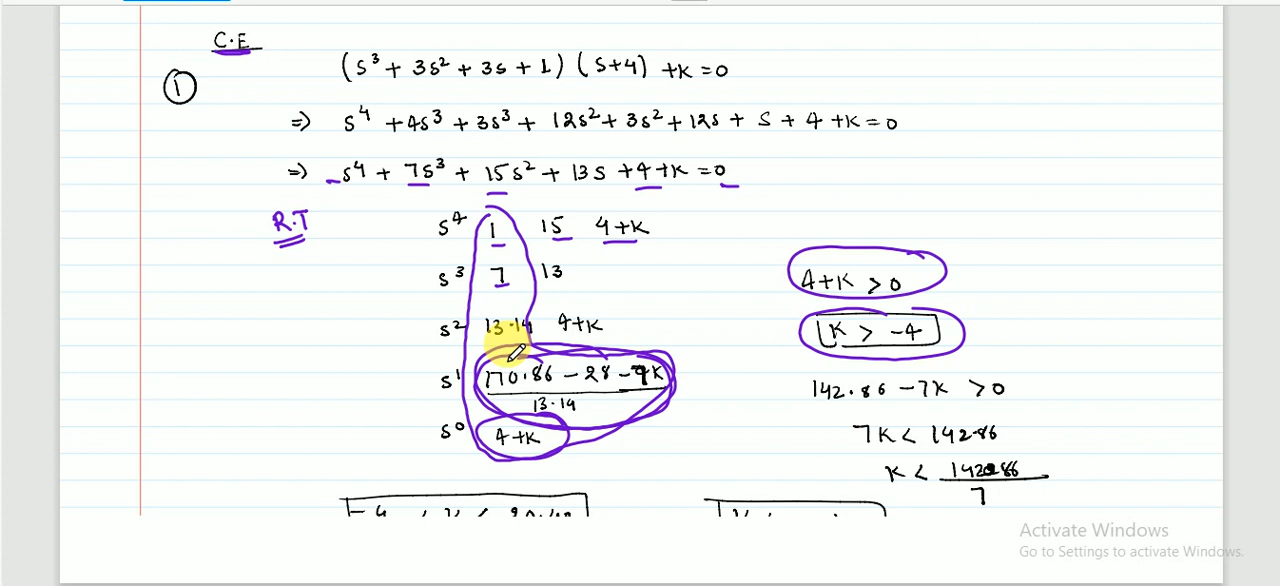 C.E
① (s³ + 3s² + 3s + 1) (s+4) + K = 0
=> s⁴ + 4s³ + 3s³ + 12s² + 3s² + 12s + s + 4 + K = 0
=> s⁴ + 7s³ + 15s² + 13s + 4 + K = 0
R.T
s⁴ 1 15 4+K
s³ 7 13
s² 13.14 4+K
s¹ 170.86 - 28 - 7K
13.14
s⁰ 4+K
4+K > 0
K > -4
142.86 - 7K > 0
7K < 142.86
K < 142.86
7
Activate Windows
Go to Settings to activate Windows.